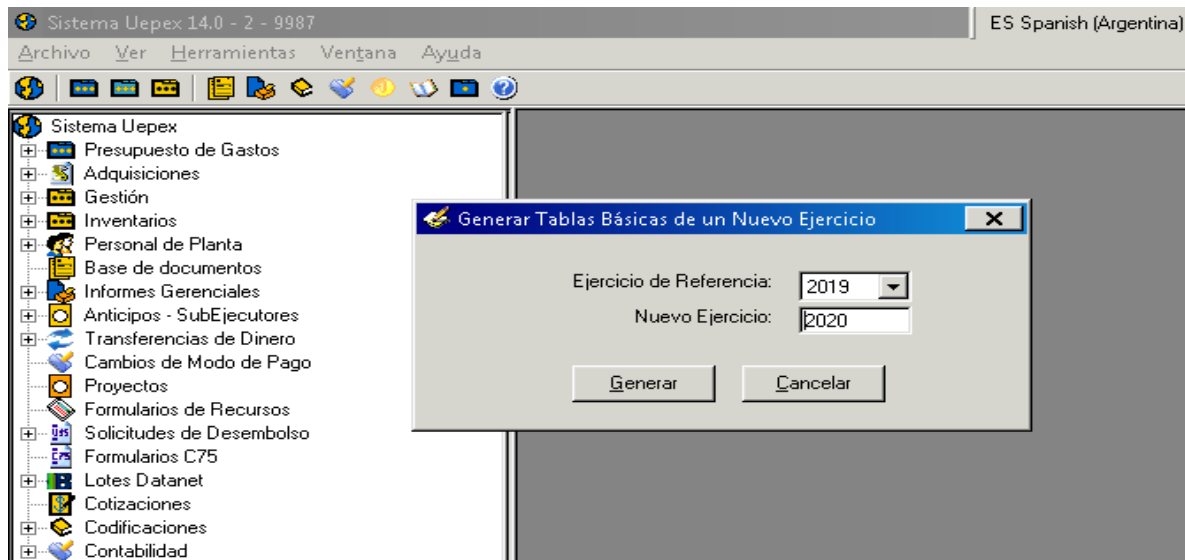 Sistema Uepex 14.0 - 2 - 9987
ES Spanish (Argentina)
Archivo Ver Herramientas Ventana Ayuda
Sistema Uepex
Presupuesto de Gastos
Adquisiciones
Gestión
Inventarios
Personal de Planta
Base de documentos
Informes Gerenciales
Anticipos - SubEjecutores
Transferencias de Dinero
Cambios de Modo de Pago
Proyectos
Formularios de Recursos
Solicitudes de Desembolso
Formularios C75
Lotes Datanet
Cotizaciones
Codificaciones
Contabilidad
Generar Tablas Básicas de un Nuevo Ejercicio
Ejercicio de Referencia: 2019
Nuevo Ejercicio: 2020
Generar Cancelar